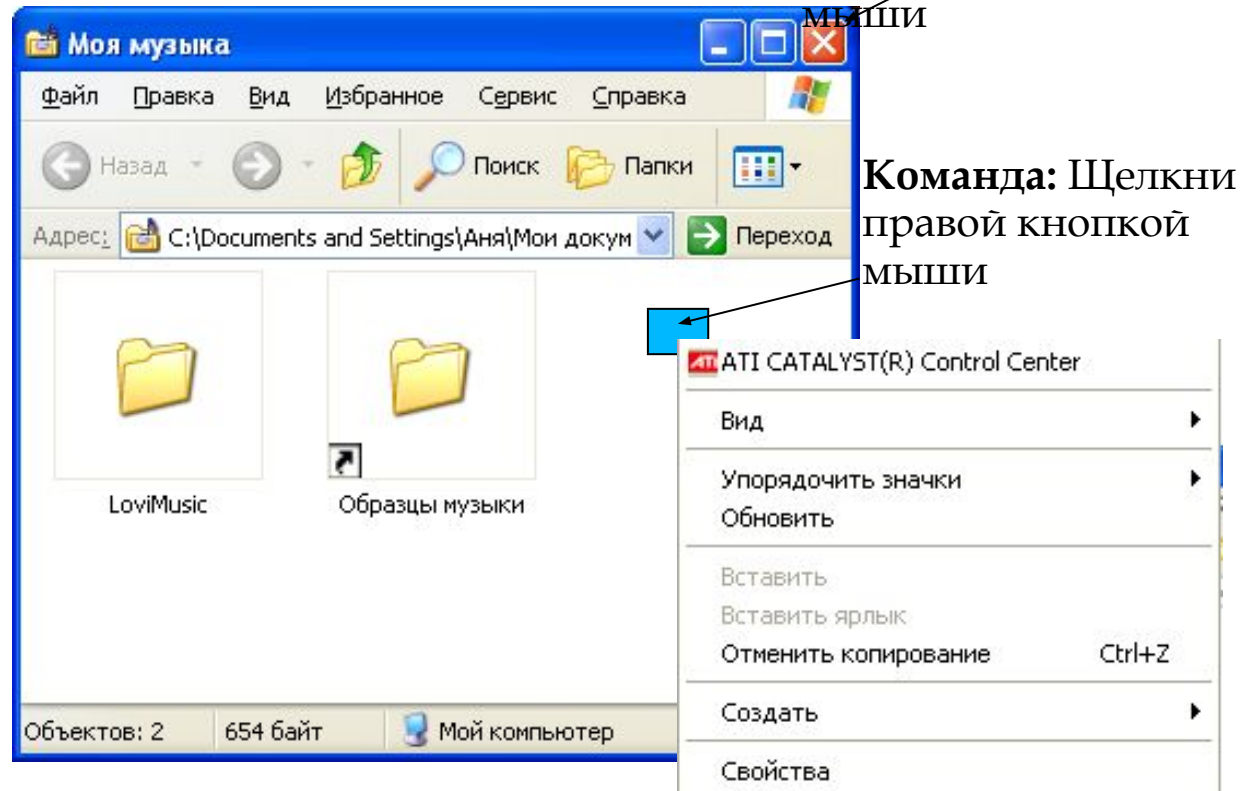 мыши
Моя музыка
Файл Правка Вид Избранное Сервис Справка
Назад Поиск Папки
Адрес: C:\Documents and Settings\Аня\Мои докум Переход
Команда: Щелкни
правой кнопкой
мыши
LoviMusic Образцы музыки
Объектов: 2 654 байт Мой компьютер
ATI ATI CATALYST(R) Control Center
Вид
Упорядочить значки
Обновить
Вставить
Вставить ярлык
Отменить копирование Ctrl+Z
Создать
Свойства